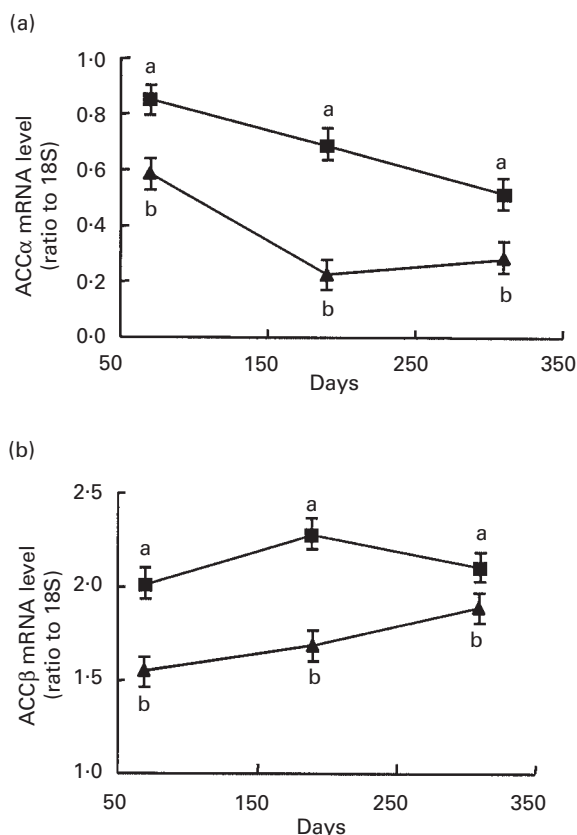 (a)
1·0
0·8
0·6
0·4
0·2
0·0
ACCα mRNA level
(ratio to 18S)
a
a
a
b
b
b
50 150 250 350
Days
(b)
2·5
2·0
1·5
1·0
ACCβ mRNA level
(ratio to 18S)
a
a
a
b
b
b
50 150 250 350
Days